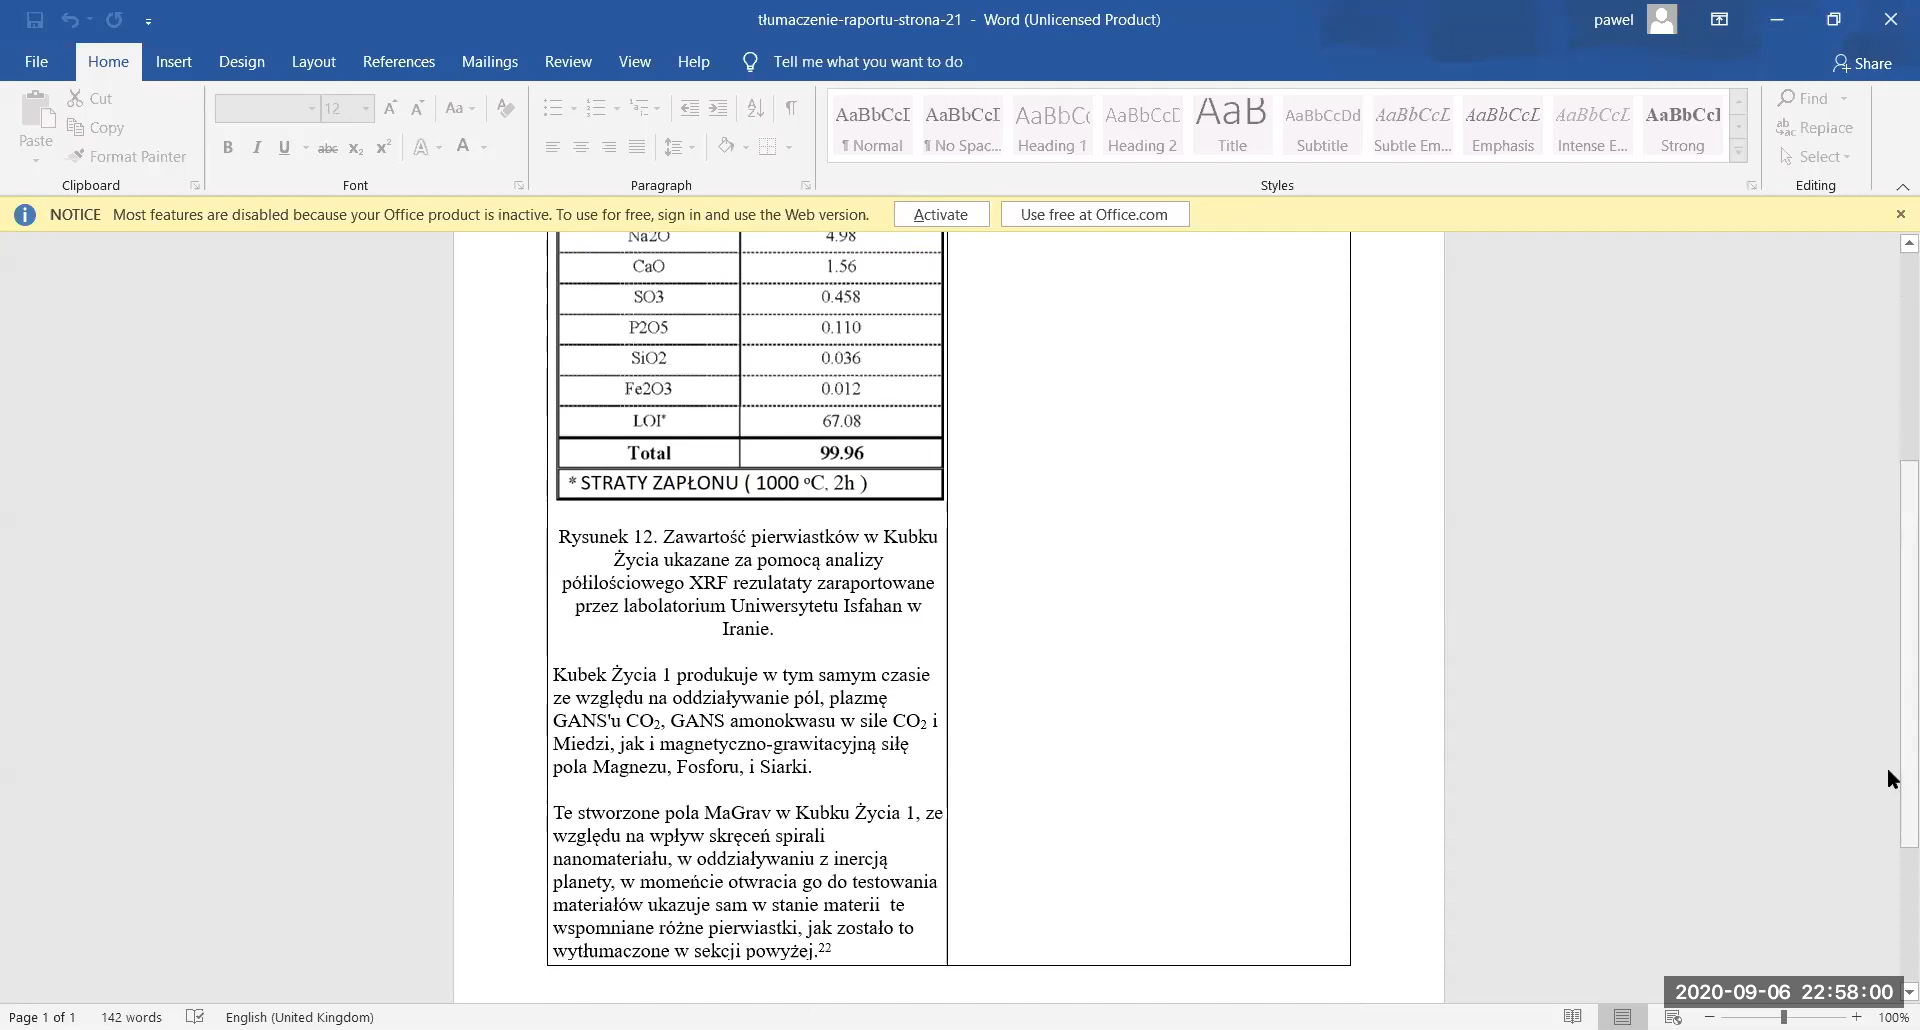 tłumaczenie-raportu-strona-21 - Word (Unlicensed Product)
pawel
File Home Insert Design Layout References Mailings Review View Help Tell me what you want to do
Share
Paste
Cut
Copy
Format Painter
Clipboard
12
Aa
B I U abc x₂ x² A A
Font
Paragraph
AaBbCcI AaBbCcI AaBbCc AaBbCcC AaB AaBbCcDd AaBbCcL AaBbCcL AaBbCcL AaBbCcI
¶ Normal ¶ No Spac... Heading 1 Heading 2 Title Subtitle Subtle Em... Emphasis Intense E... Strong
Styles
Find
Replace
Select
Editing
NOTICE Most features are disabled because your Office product is inactive. To use for free, sign in and use the Web version. Activate Use free at Office.com
Na2O 4.98
CaO 1.56
SO3 0.458
P2O5 0.110
SiO2 0.036
Fe2O3 0.012
LOI* 67.08
Total 99.96
* STRATY ZAPŁONU ( 1000 ºC, 2h )
Rysunek 12. Zawartość pierwiastków w Kubku
Życia ukazane za pomocą analizy
półilościowego XRF rezulataty zaraportowane
przez labolatorium Uniwersytetu Isfahan w
Iranie.
Kubek Życia 1 produkuje w tym samym czasie
ze względu na oddziaływanie pól, plazmę
GANS'u CO₂, GANS amonokwasu w sile CO₂ i
Miedzi, jak i magnetyczno-grawitacyjną siłę
pola Magnezu, Fosforu, i Siarki.
Te stworzone pola MaGrav w Kubku Życia 1, ze
względu na wpływ skręceń spirali
nanomateriału, w oddziaływaniu z inercją
planety, w momeńcie otwracia go do testowania
materiałów ukazuje sam w stanie materii te
wspomniane różne pierwiastki, jak zostało to
wytłumaczone w sekcji powyżej.²²
2020-09-06 22:58:00
Page 1 of 1 142 words English (United Kingdom) 100%